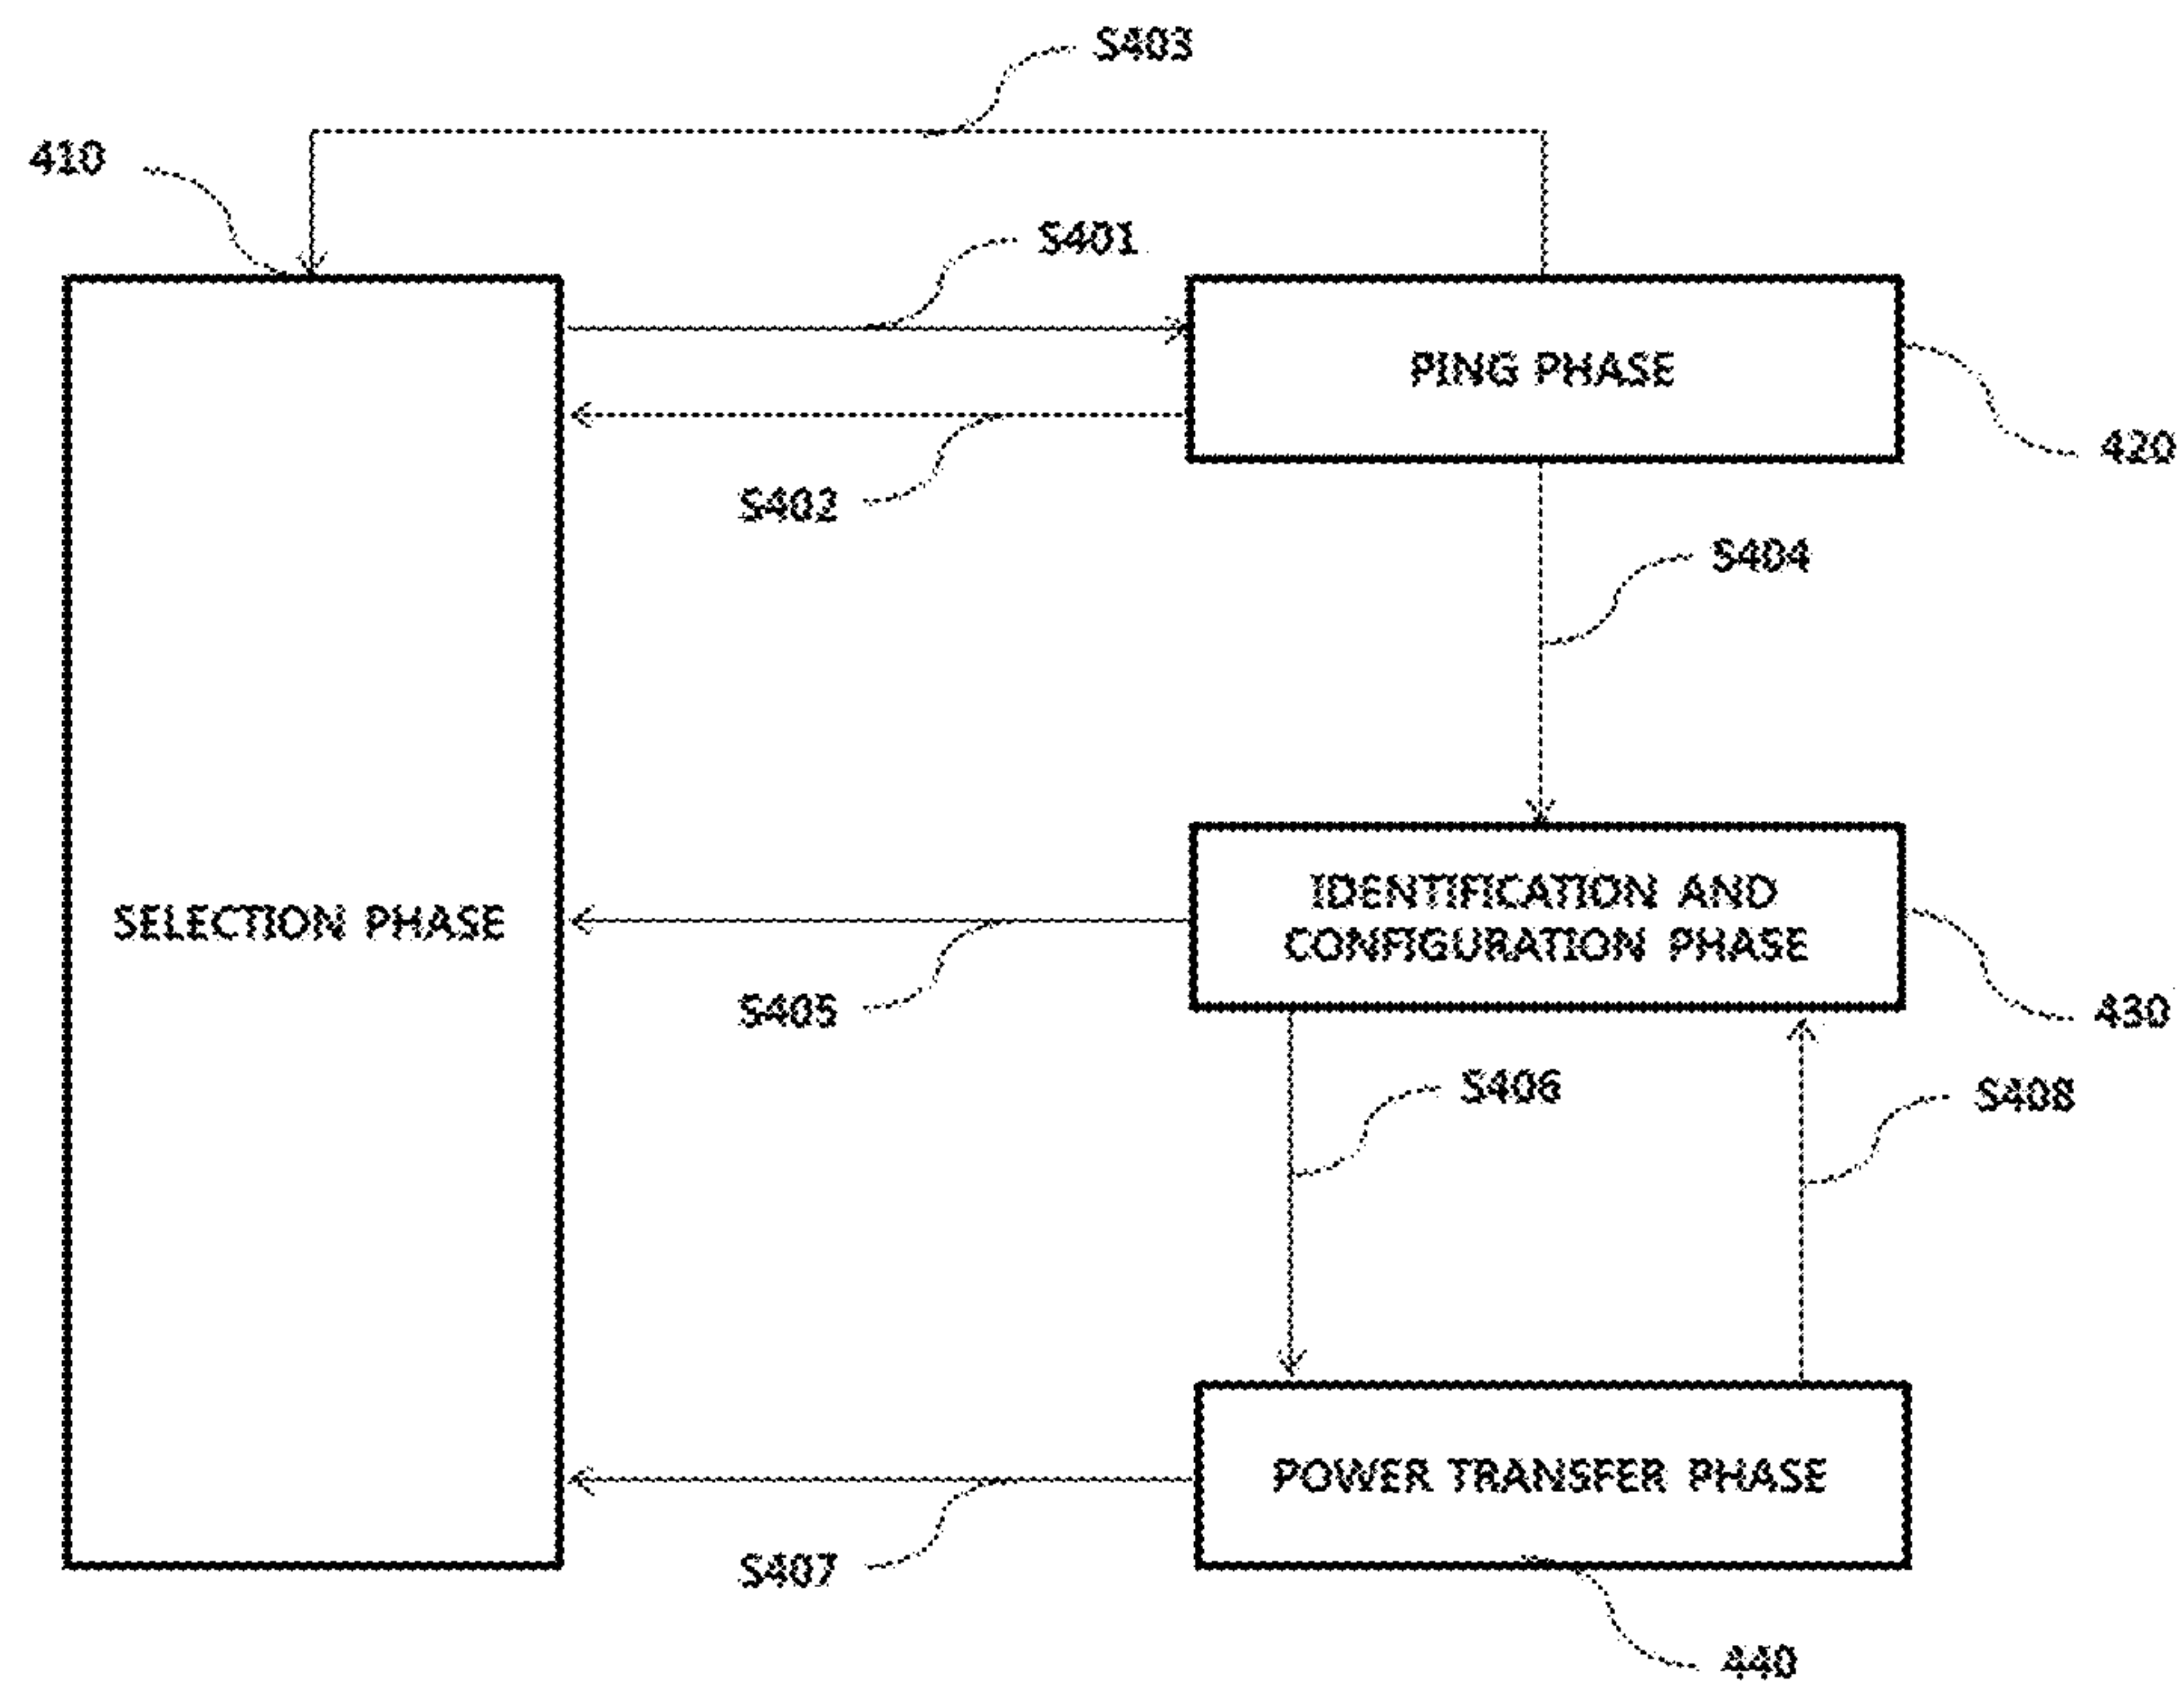 S403
410
S401
PING PHASE
420
S402
S404
IDENTIFICATION AND
CONFIGURATION PHASE
SELECTION PHASE
430
S405
S406
S408
POWER TRANSFER PHASE
S407
440